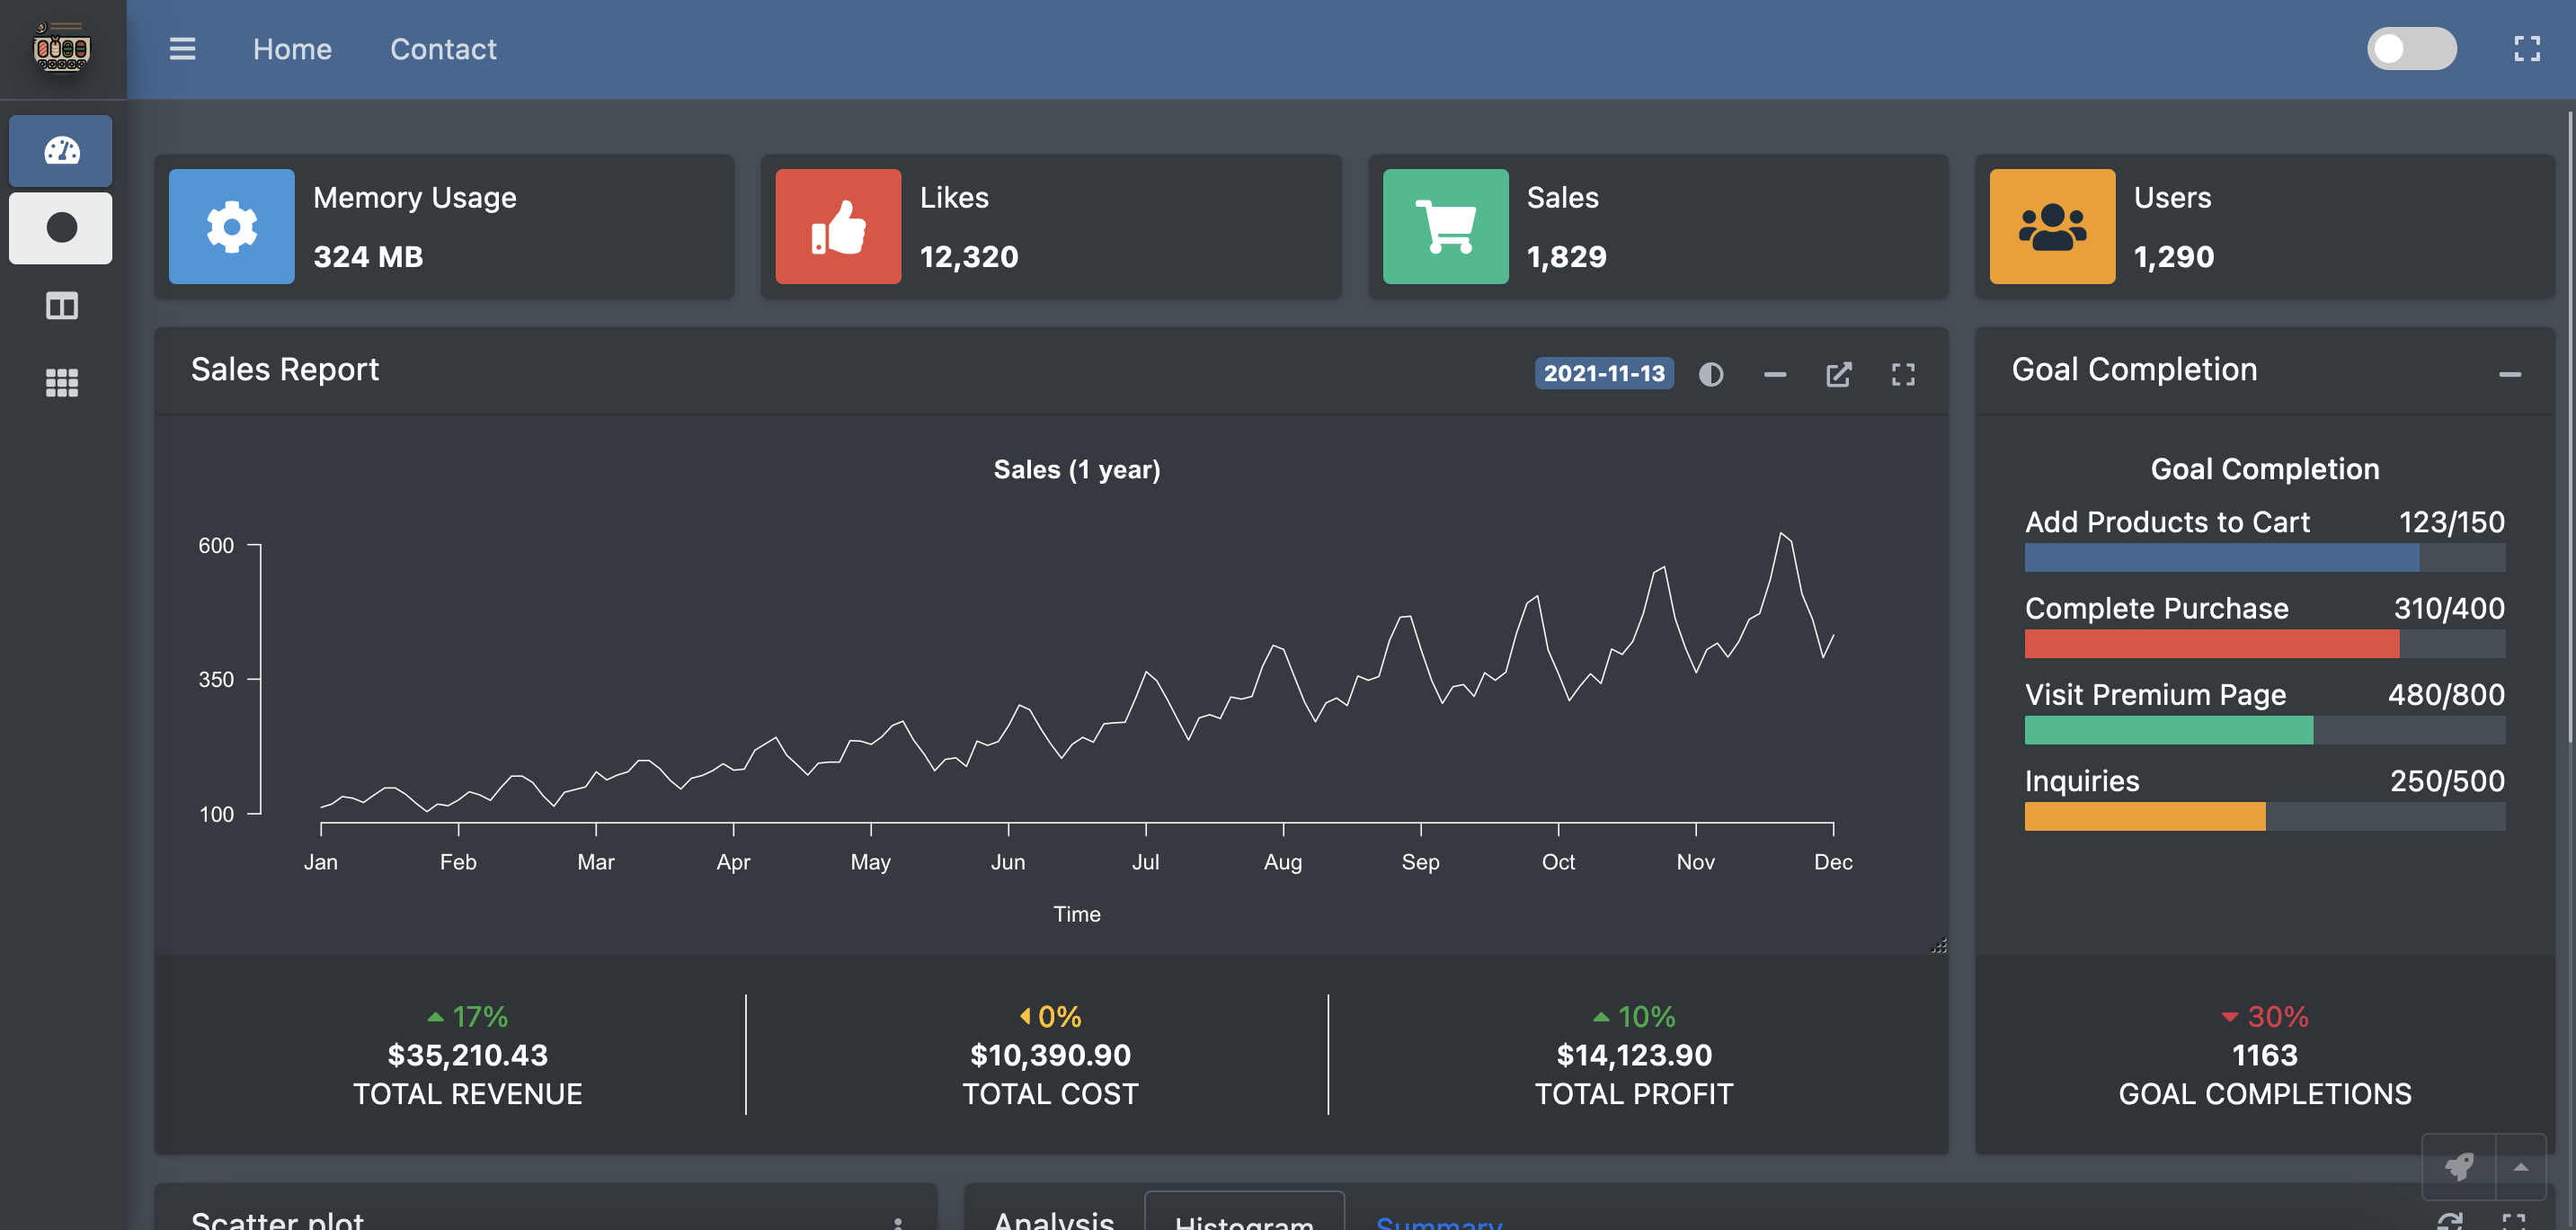 Home Contact
Memory Usage
324 MB
Likes
12,320
Sales
1,829
Users
1,290
Sales Report
2021-11-13
Sales (1 year)
600
350
100
Jan Feb Mar Apr May Jun Jul Aug Sep Oct Nov Dec
Time
17%
$35,210.43
TOTAL REVENUE
0%
$10,390.90
TOTAL COST
10%
$14,123.90
TOTAL PROFIT
Goal Completion
Goal Completion
Add Products to Cart 123/150
Complete Purchase 310/400
Visit Premium Page 480/800
Inquiries 250/500
30%
1163
GOAL COMPLETIONS
Scatter plot
Analysis Histogram Summary